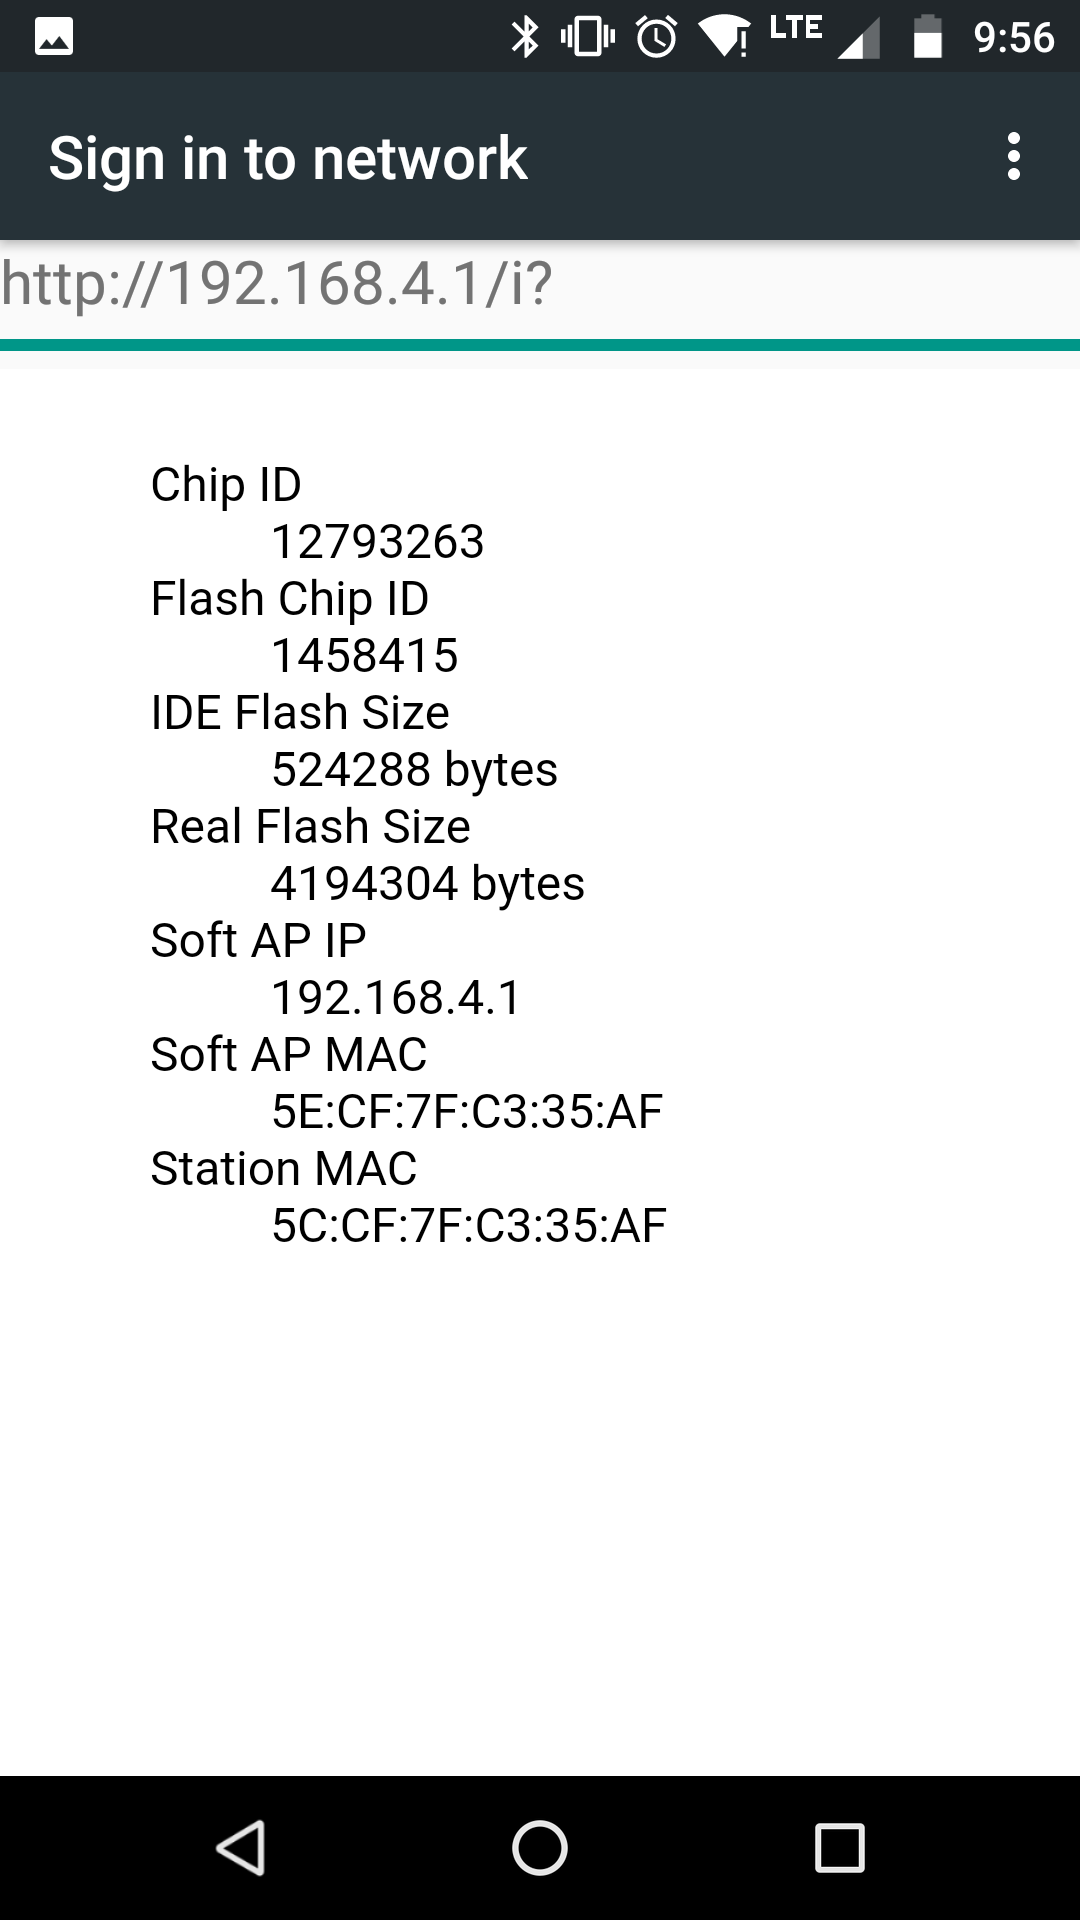 LTE 9:56
Sign in to network
http://192.168.4.1/i?
Chip ID
12793263
Flash Chip ID
1458415
IDE Flash Size
524288 bytes
Real Flash Size
4194304 bytes
Soft AP IP
192.168.4.1
Soft AP MAC
5E:CF:7F:C3:35:AF
Station MAC
5C:CF:7F:C3:35:AF